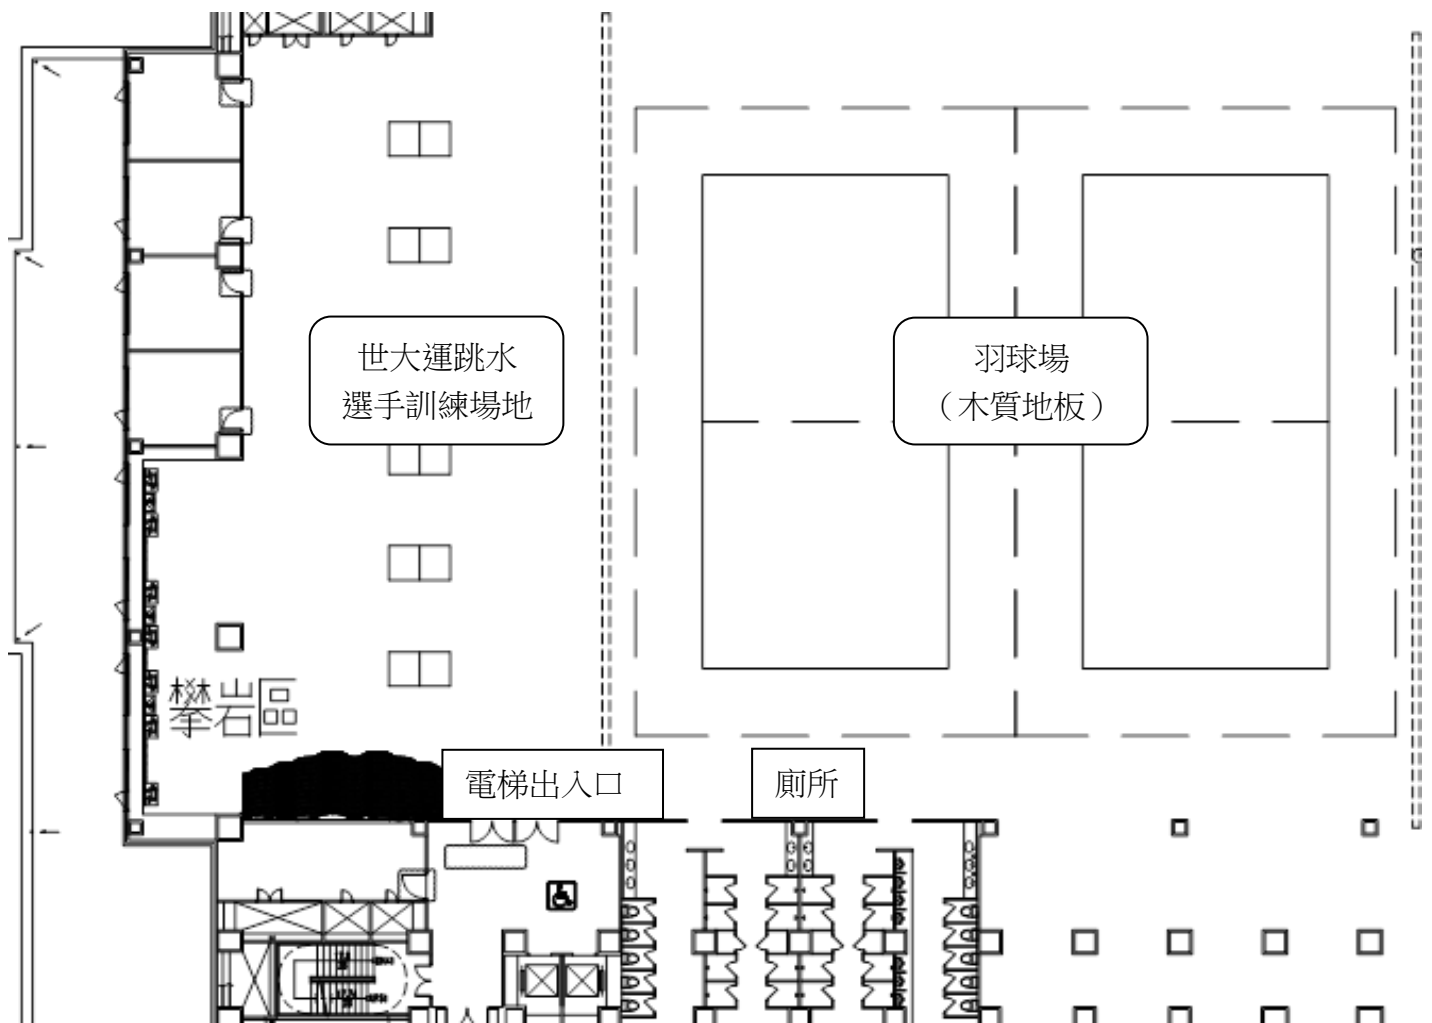 世大運跳水
選手訓練場地
羽球場
（木質地板）
攀岩區
電梯出入口
廁所